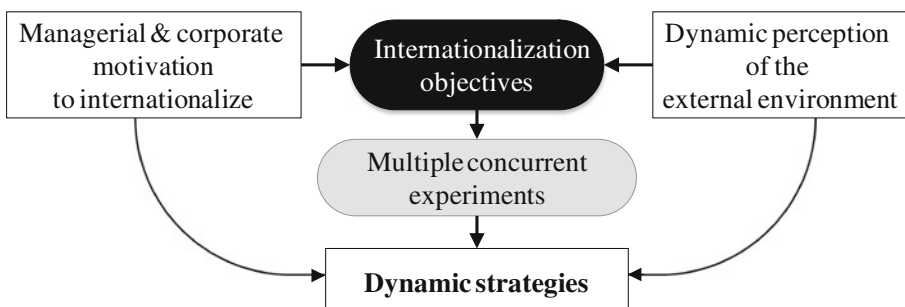 Managerial & corporate
motivation
to internationalize
Internationalization
objectives
Dynamic perception
of the
external environment
Multiple concurrent
experiments
Dynamic strategies